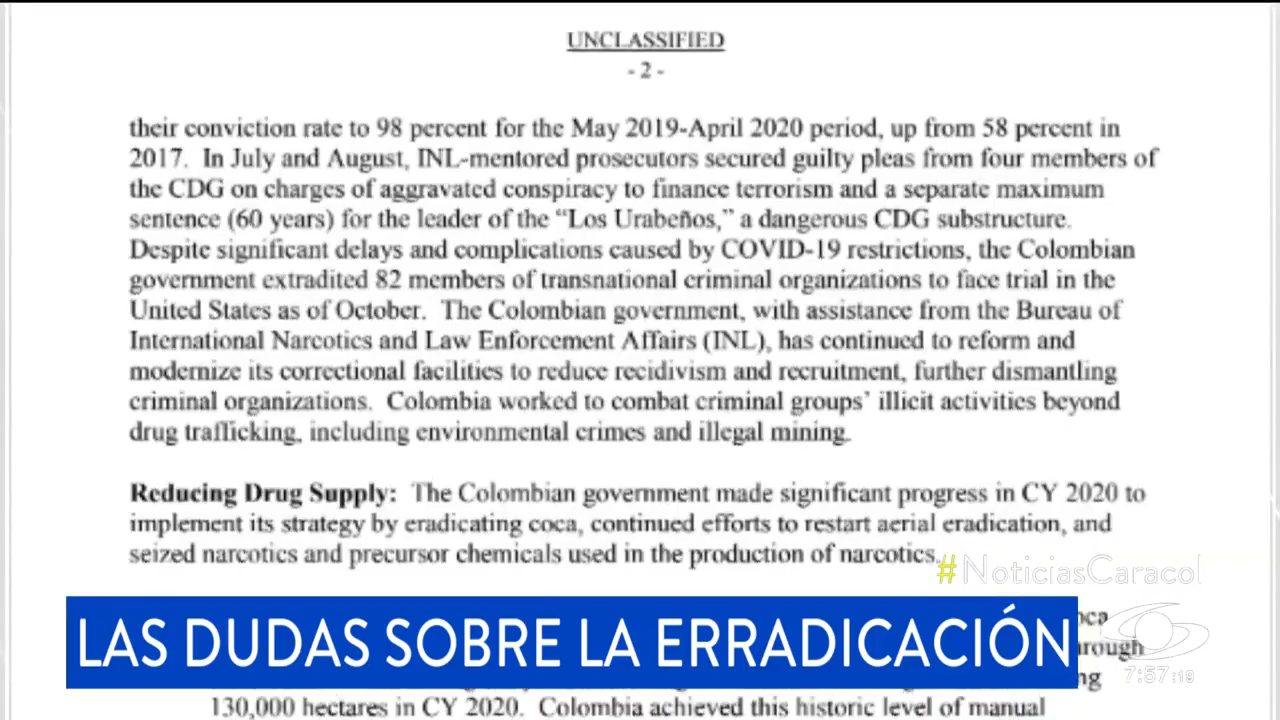 UNCLASSIFIED
- 2 -
their conviction rate to 98 percent for the May 2019-April 2020 period, up from 58 percent in
2017. In July and August, INL-mentored prosecutors secured guilty pleas from four members of
the CDG on charges of aggravated conspiracy to finance terrorism and a separate maximum
sentence (60 years) for the leader of the “Los Urabeños,” a dangerous CDG substructure.
Despite significant delays and complications caused by COVID-19 restrictions, the Colombian
government extradited 82 members of transnational criminal organizations to face trial in the
United States as of October. The Colombian government, with assistance from the Bureau of
International Narcotics and Law Enforcement Affairs (INL), has continued to reform and
modernize its correctional facilities to reduce recidivism and recruitment, further dismantling
criminal organizations. Colombia worked to combat criminal groups’ illicit activities beyond
drug trafficking, including environmental crimes and illegal mining.
Reducing Drug Supply: The Colombian government made significant progress in CY 2020 to
implement its strategy by eradicating coca, continued efforts to restart aerial eradication, and
seized narcotics and precursor chemicals used in the production of narcotics.
#NoticiasCaracol
LAS DUDAS SOBRE LA ERRADICACIÓN
7:57:19
130,000 hectares in CY 2020. Colombia achieved this historic level of manual